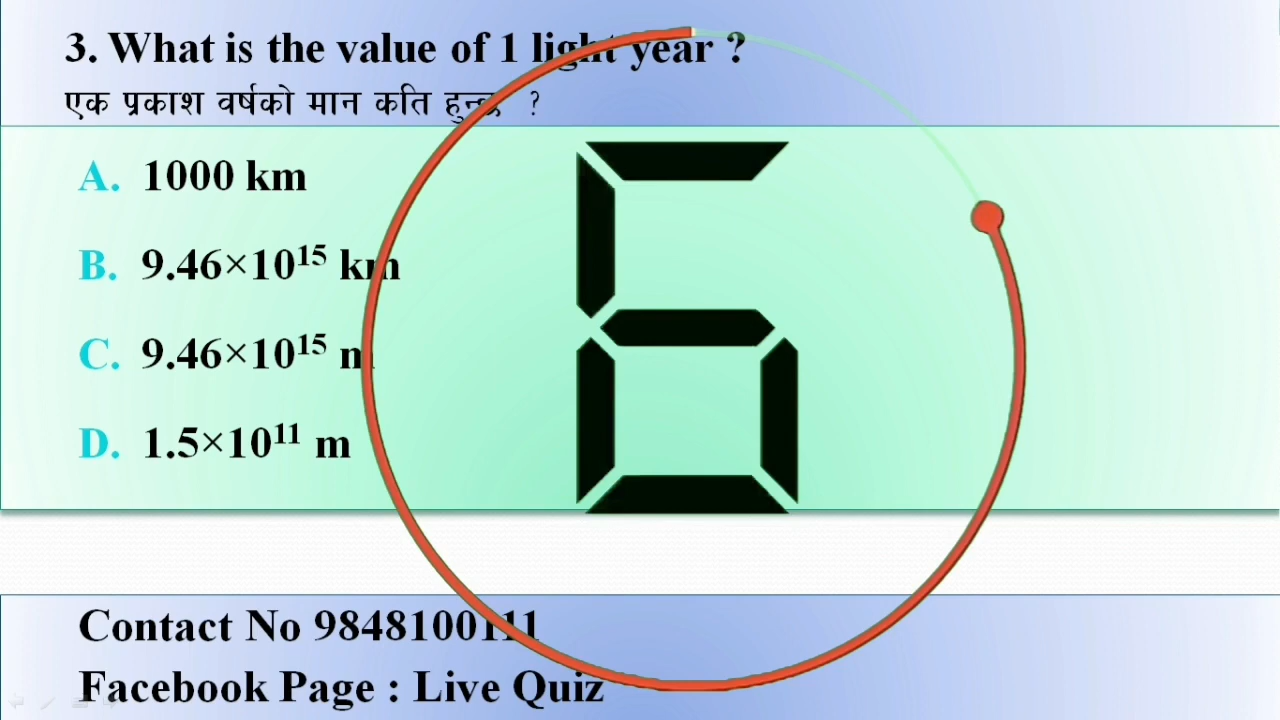 3. What is the value of 1 light year ?
एक प्रकाश वर्षको मान कति हुन्छ ?
A. 1000 km
B. 9.46×10¹⁵ km
C. 9.46×10¹⁵ m
D. 1.5×10¹¹ m
6
Contact No 9848100111
Facebook Page : Live Quiz